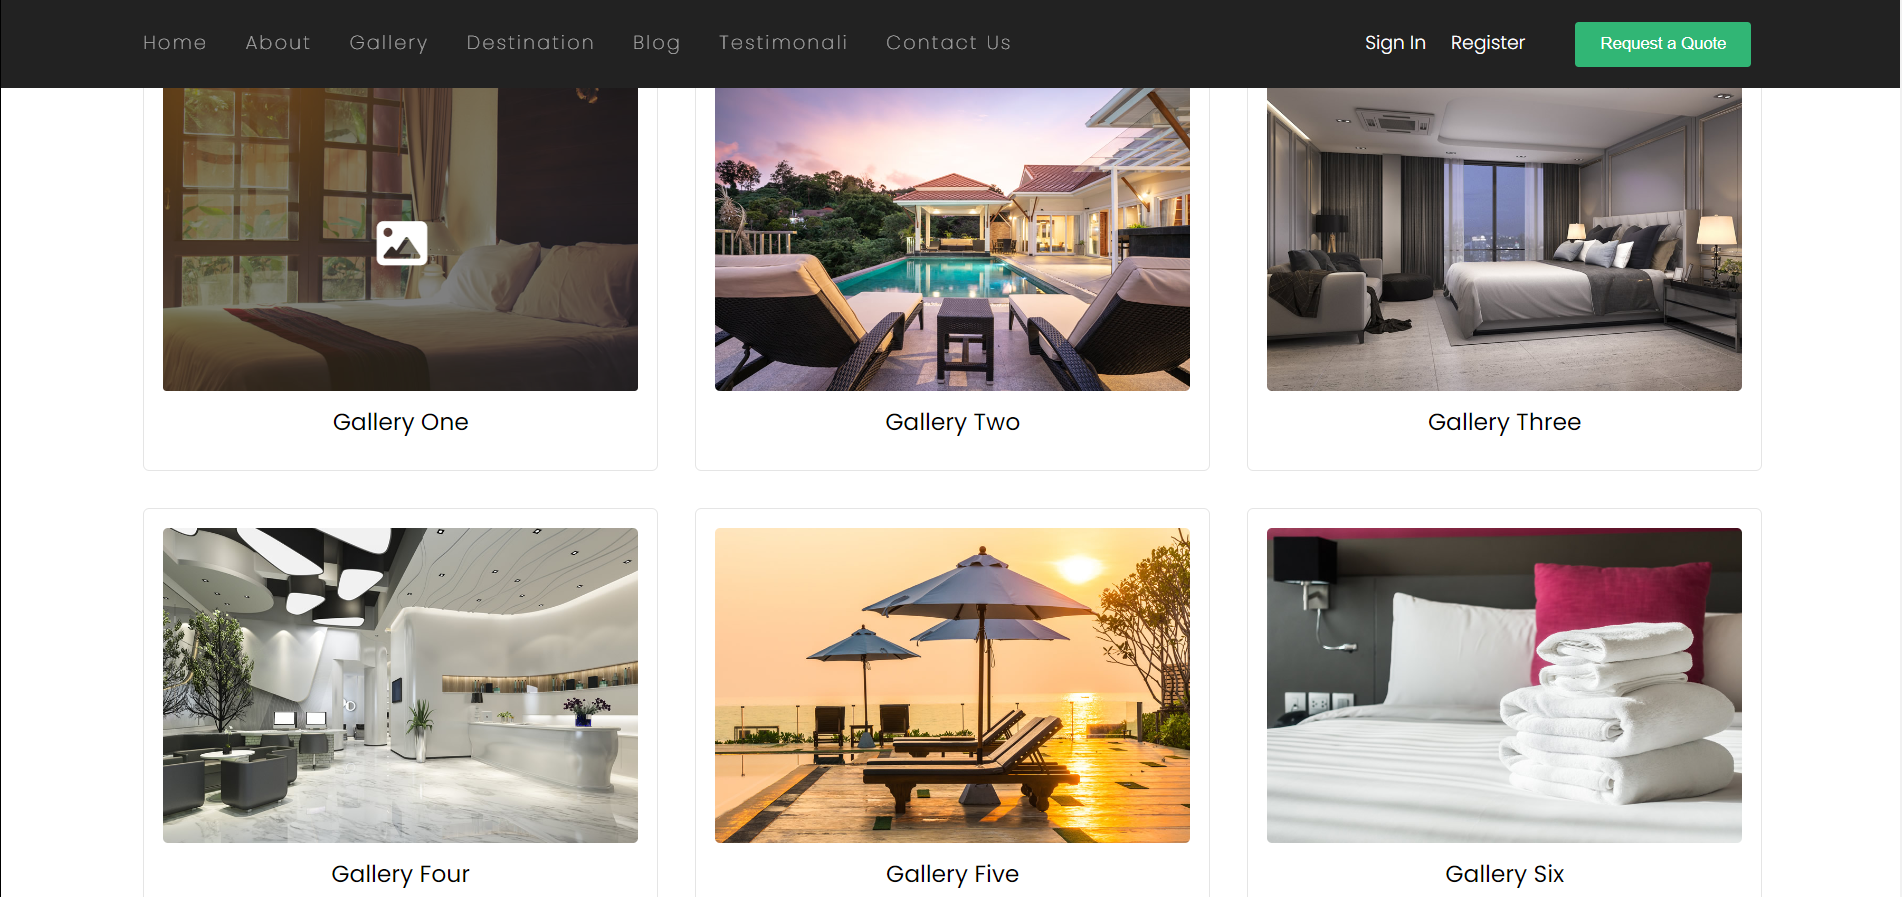 Home About Gallery Destination Blog Testimonali Contact Us Sign In Register Request a Quote
Gallery One Gallery Two Gallery Three
Gallery Four Gallery Five Gallery Six